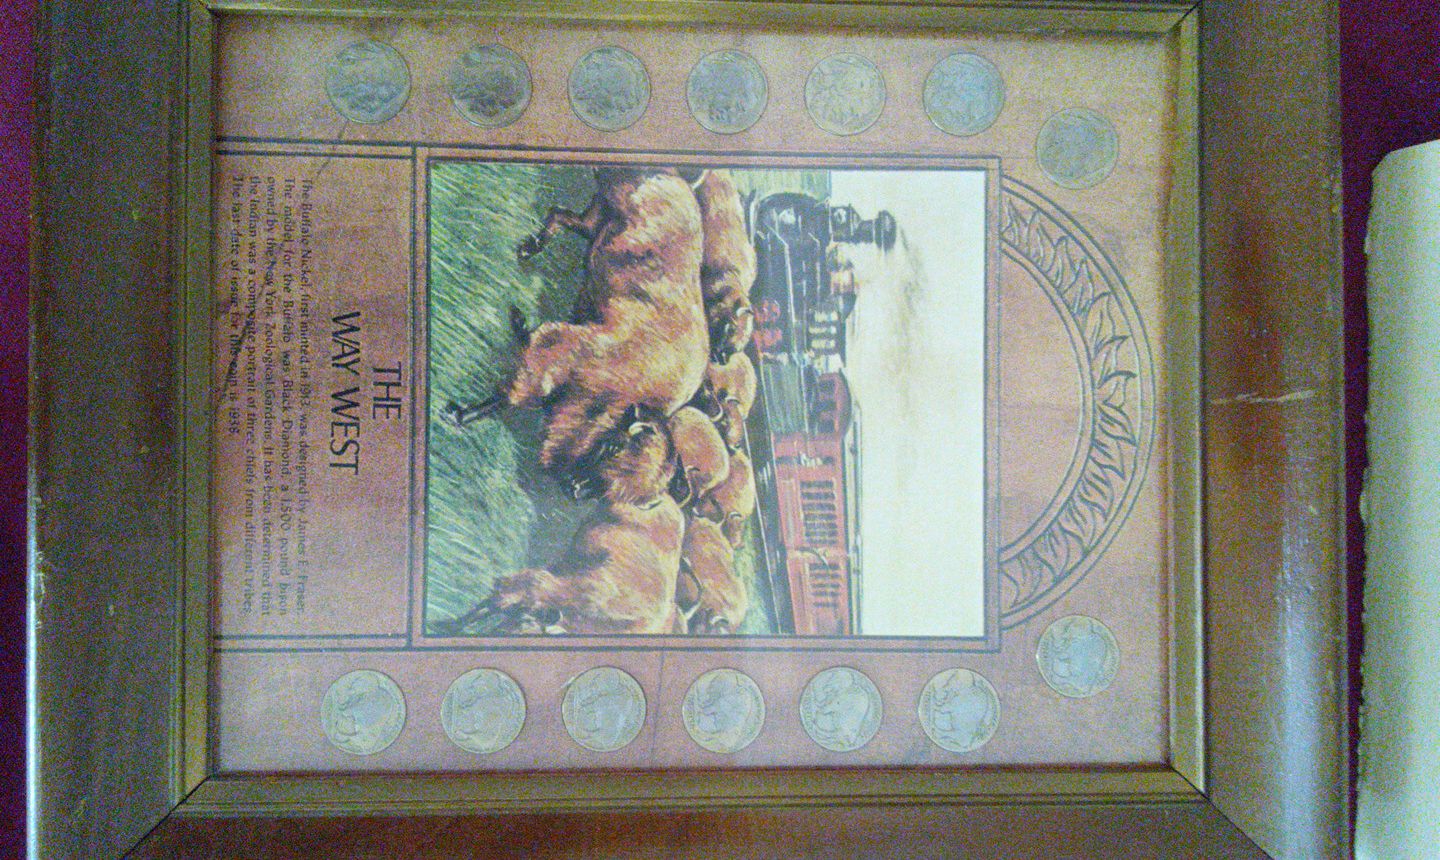 THE
WAY WEST
The Buffalo Nickel, first minted in 1913, was designed by James E. Fraser.
The model for the Buffalo was Black Diamond, a 1,500 pound bison
owned by the New York Zoological Gardens. It has been determined that
the Indian was a composite portrait of three chiefs from different tribes.
The last date of issue for this coin is 1938.